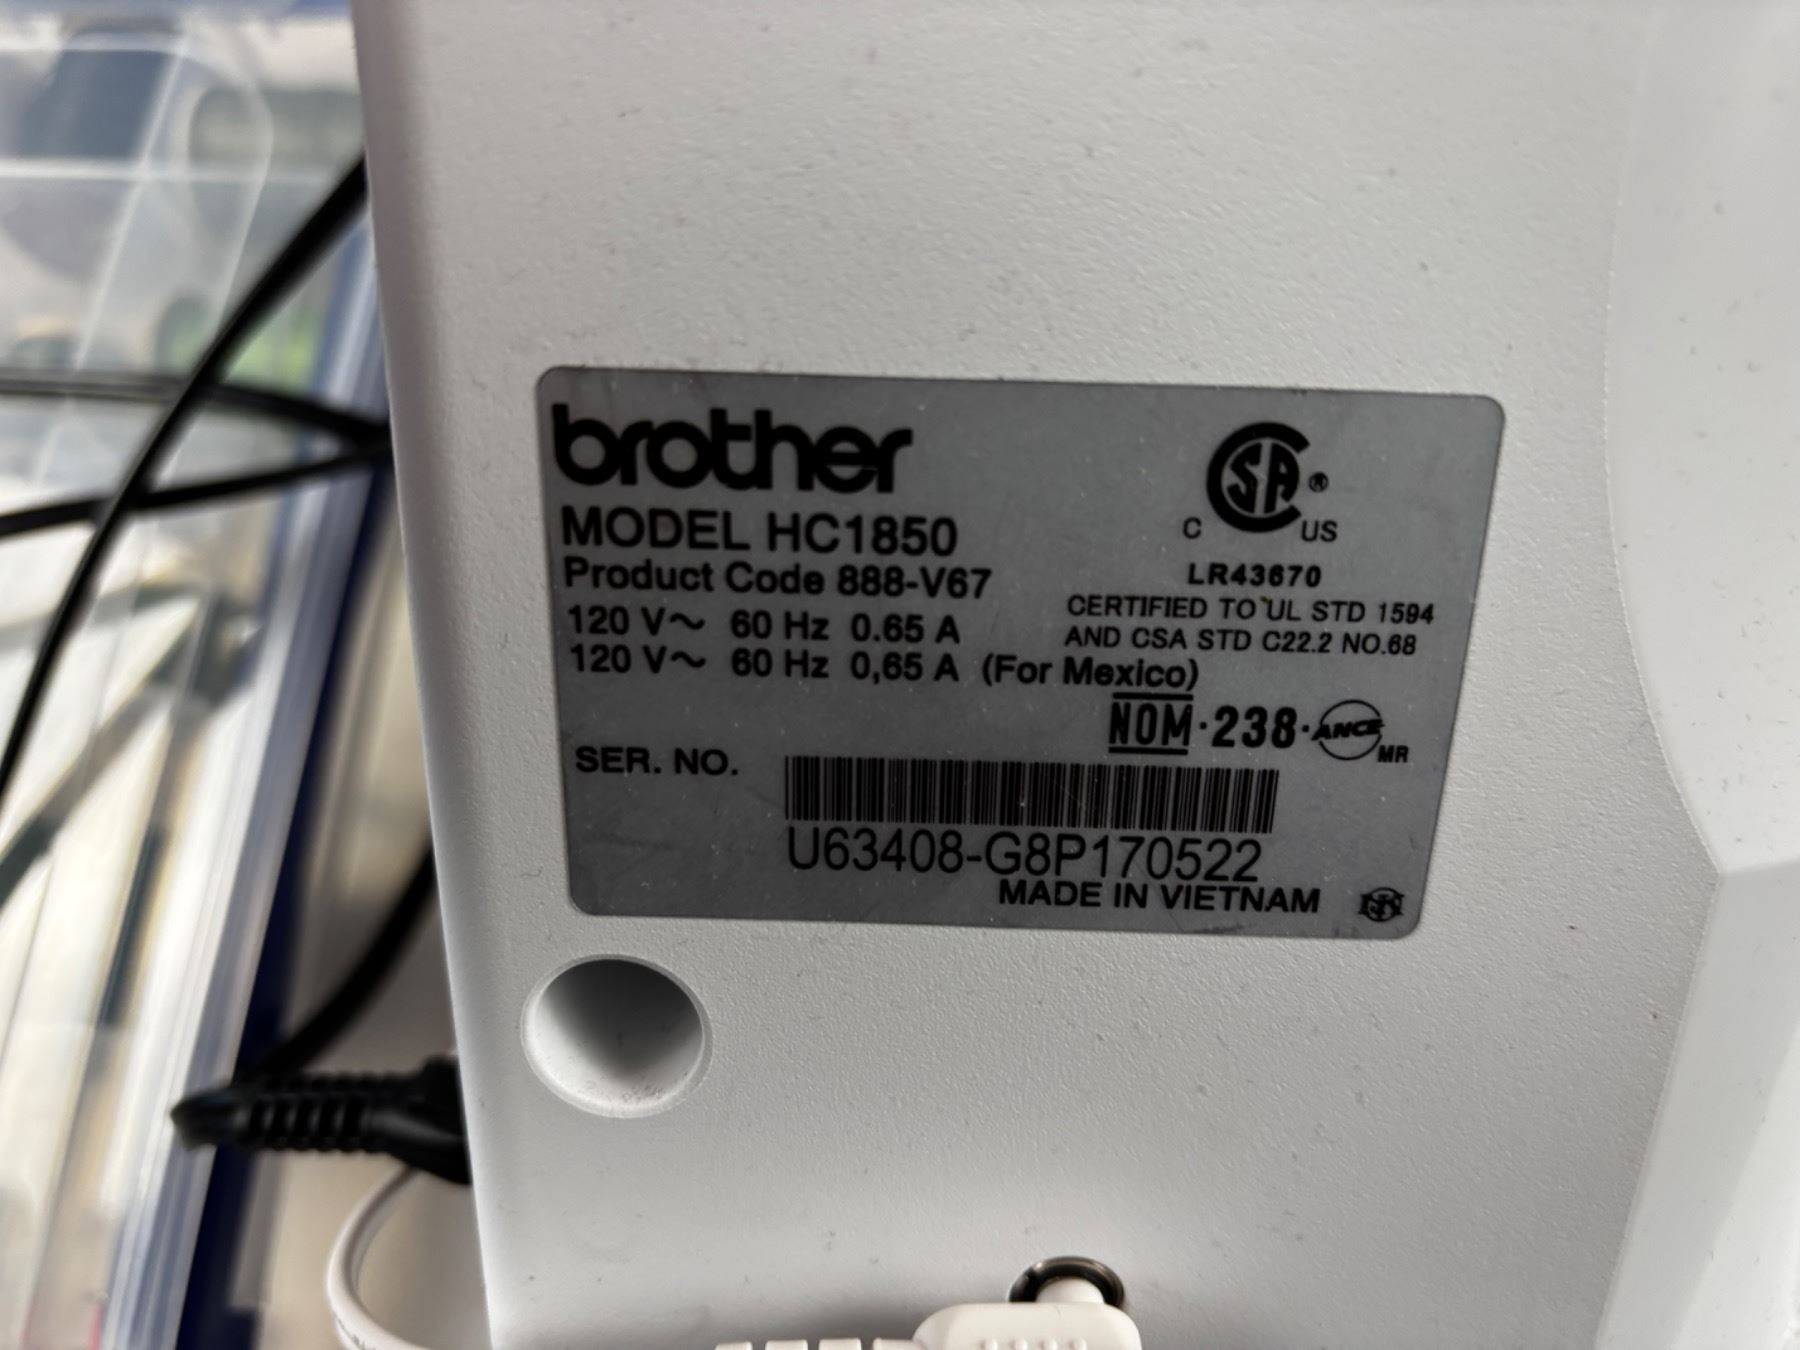 brother
MODEL HC1850
Product Code 888-V67
120 V～ 60 Hz 0.65 A
120 V～ 60 Hz 0,65 A (For Mexico)
CSA®
C US
LR43670
CERTIFIED TO UL STD 1594
AND CSA STD C22.2 NO.68
NOM·238·ANCE
MR
SER. NO.
U63408-G8P170522
MADE IN VIETNAM